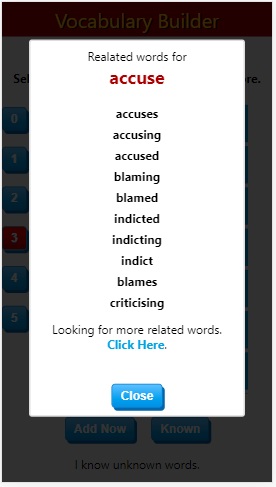 Vocabulary Builder
Realated words for
accuse
accuses
accusing
accused
blaming
blamed
indicted
indicting
indict
blames
criticising
Looking for more related words.
Click Here.
Close
0
1
2
3
4
5
Add Now
Known
I know unknown words.